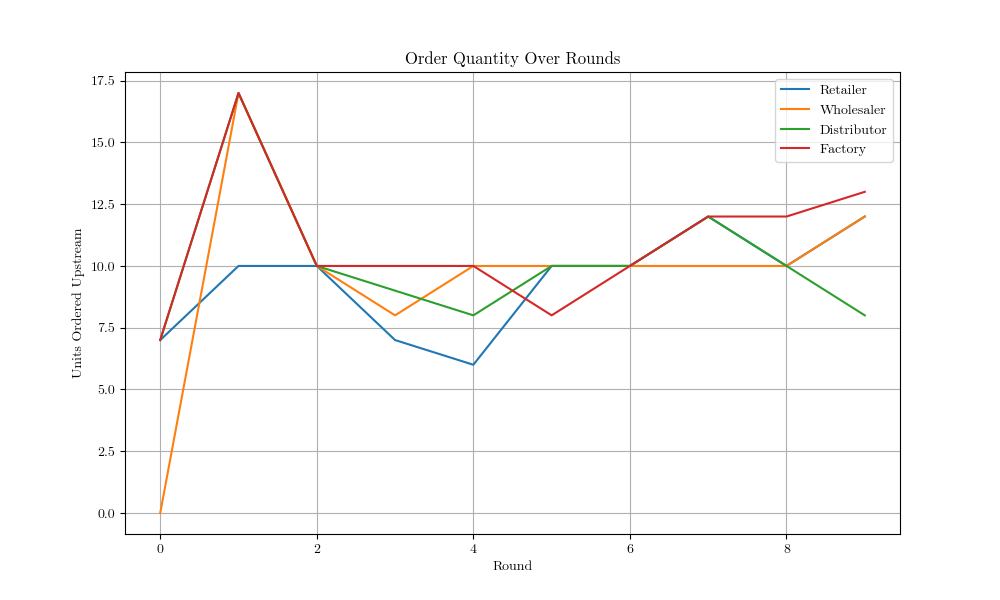 Order Quantity Over Rounds
17.5
15.0
12.5
10.0
7.5
5.0
2.5
0.0
Units Ordered Upstream
Retailer
Wholesaler
Distributor
Factory
0 2 4 6 8
Round